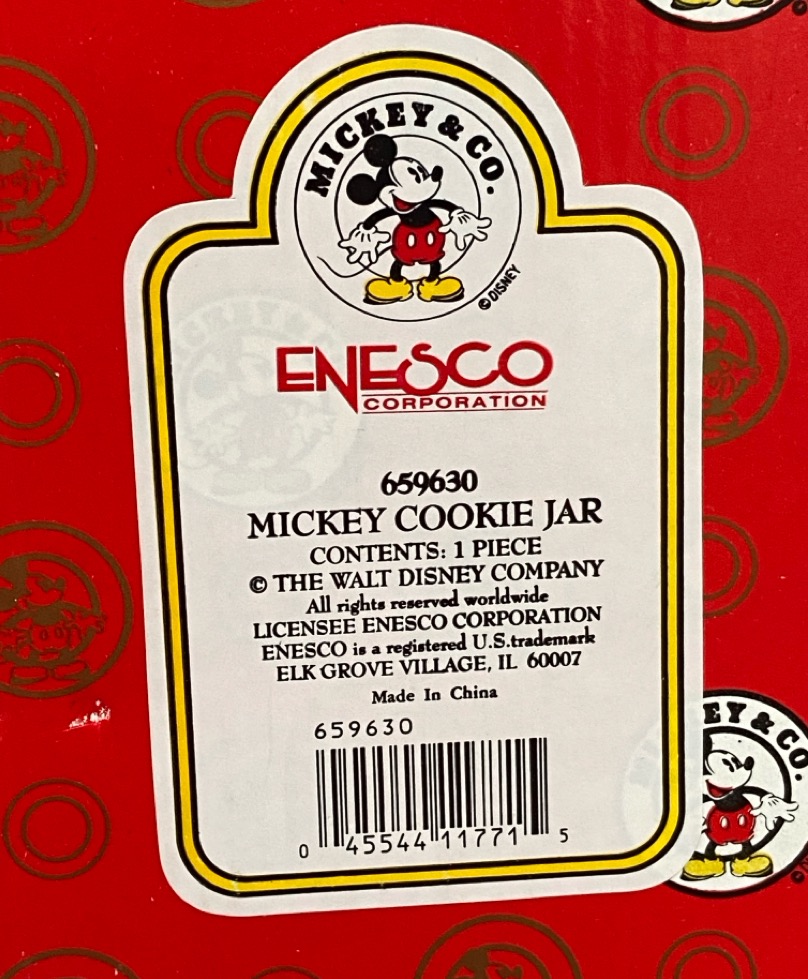 MICKEY & CO.
© DISNEY
ENESCO
CORPORATION
659630
MICKEY COOKIE JAR
CONTENTS: 1 PIECE
© THE WALT DISNEY COMPANY
All rights reserved worldwide
LICENSEE ENESCO CORPORATION
ENESCO is a registered U.S.trademark
ELK GROVE VILLAGE, IL 60007
Made In China
659630
0 45544 11771 5
EY & CO.